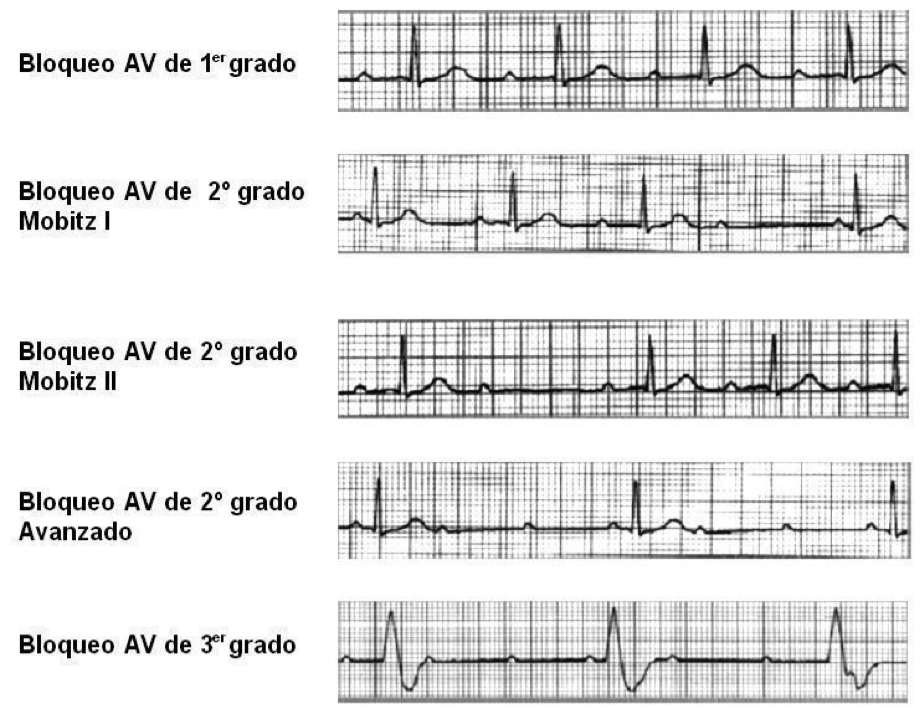 Bloqueo AV de 1er grado
Bloqueo AV de 2º grado
Mobitz I
Bloqueo AV de 2º grado
Mobitz II
Bloqueo AV de 2º grado
Avanzado
Bloqueo AV de 3er grado